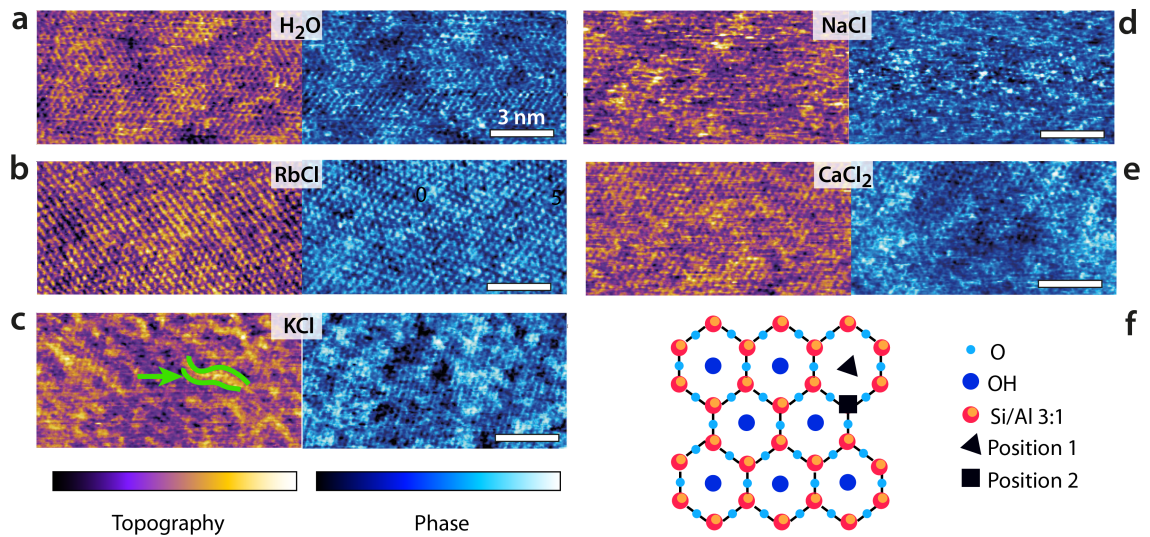 a
H₂O
3 nm
b
RbCl
0
5
c
KCl
Topography
Phase
NaCl
d
CaCl₂
e
f
O
OH
Si/Al 3:1
Position 1
Position 2